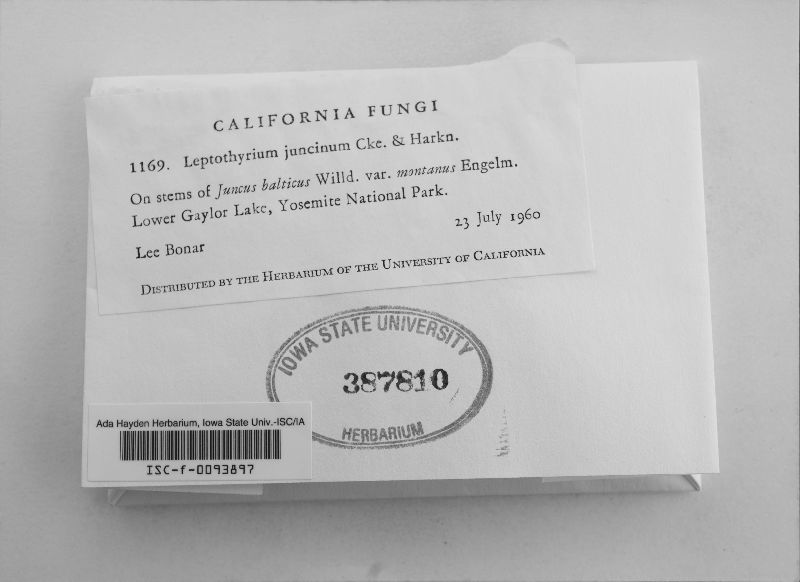 CALIFORNIA FUNGI
1169. Leptothyrium juncinum Cke. & Harkn.
On stems of Juncus balticus Willd. var. montanus Engelm.
Lower Gaylor Lake, Yosemite National Park.
23 July 1960
Lee Bonar
DISTRIBUTED BY THE HERBARIUM OF THE UNIVERSITY OF CALIFORNIA
IOWA STATE UNIVERSITY
387810
HERBARIUM
Ada Hayden Herbarium, Iowa State Univ.-ISC/IA
ISC-f-0093897